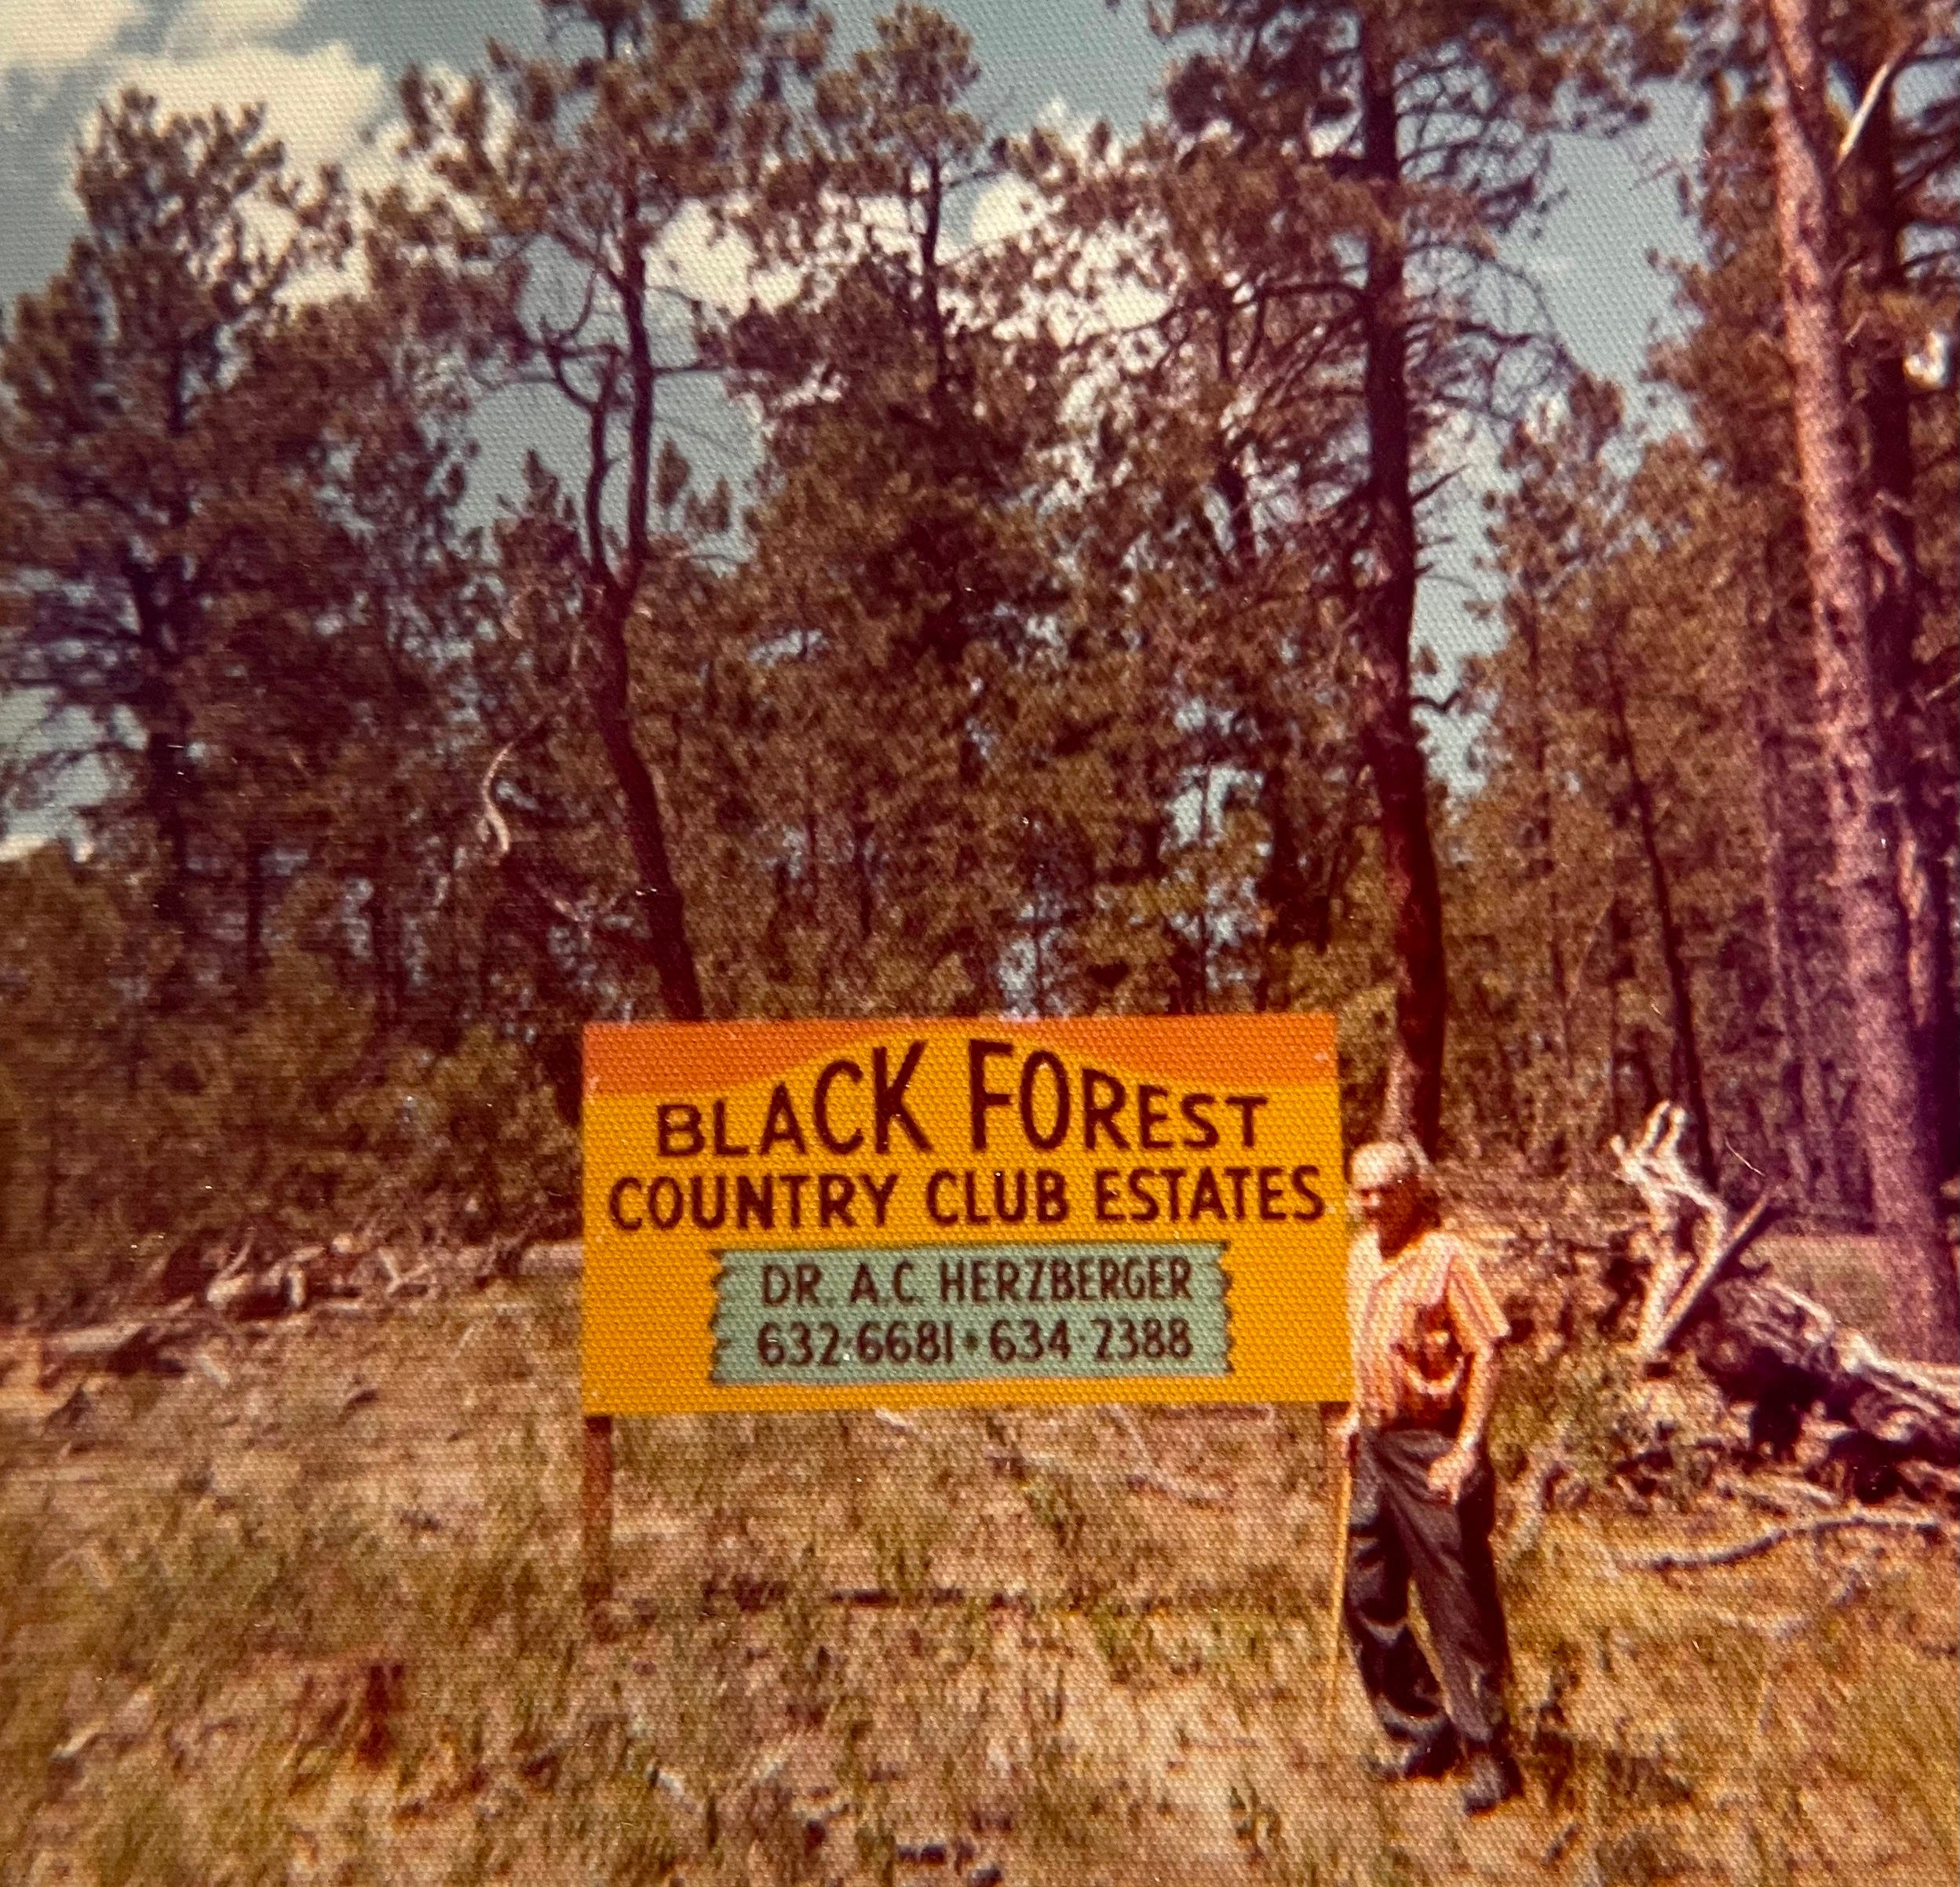 BLACK FOREST
COUNTRY CLUB ESTATES
DR. A.C. HERZBERGER
632·6681·634·2388